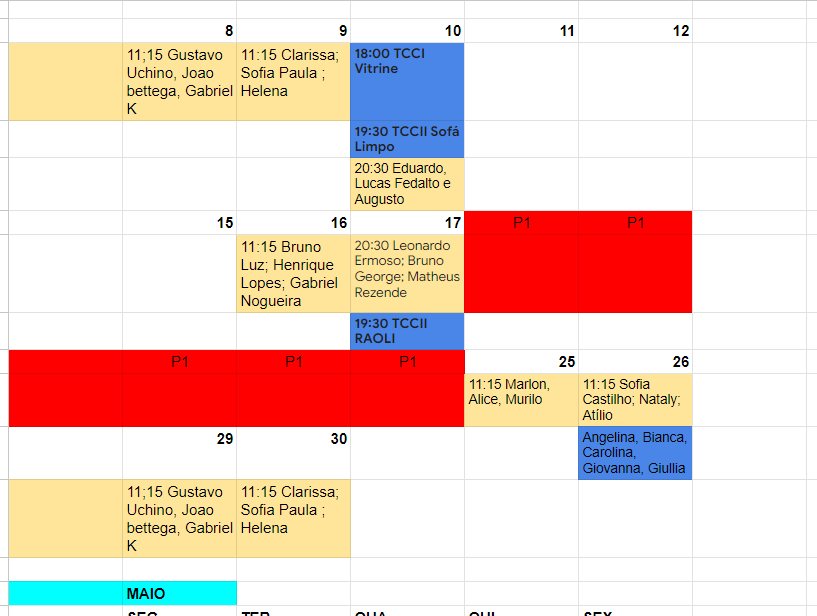 8 9 10 11 12
11;15 Gustavo
Uchino, Joao
bettega, Gabriel
K
11:15 Clarissa;
Sofia Paula ;
Helena
18:00 TCCI
Vitrine
19:30 TCCII Sofá
Limpo
20:30 Eduardo,
Lucas Fedalto e
Augusto
15 16 17 P1 P1
11:15 Bruno
Luz; Henrique
Lopes; Gabriel
Nogueira
20:30 Leonardo
Ermoso; Bruno
George; Matheus
Rezende
19:30 TCCII
RAOLI
P1 P1 P1 25 26
11:15 Marlon,
Alice, Murilo
11:15 Sofia
Castilho; Nataly;
Atílio
Angelina, Bianca,
Carolina,
Giovanna, Giullia
29 30
11;15 Gustavo
Uchino, Joao
bettega, Gabriel
K
11:15 Clarissa;
Sofia Paula ;
Helena
MAIO
SEG TER QUA QUI SEX